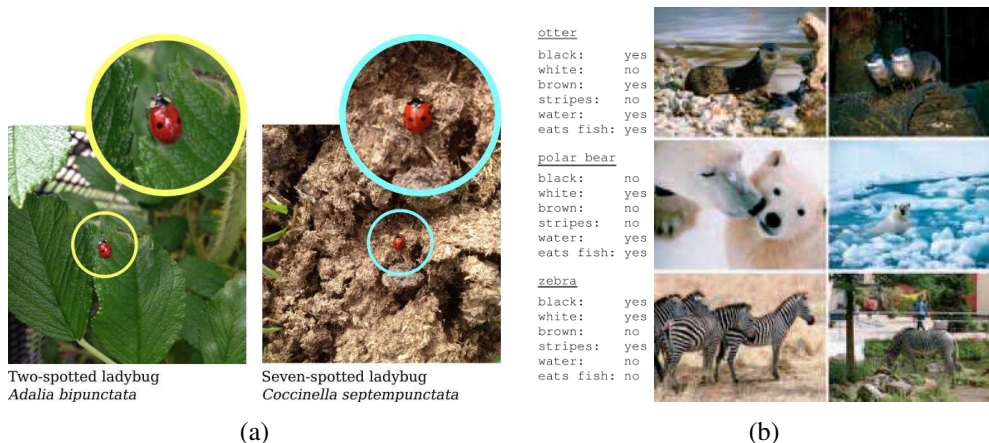 Two-spotted ladybug
Adalia bipunctata
Seven-spotted ladybug
Coccinella septempunctata
(a)
otter
black: yes
white: no
brown: yes
stripes: no
water: yes
eats fish: yes
polar bear
black: no
white: yes
brown: no
stripes: no
water: yes
eats fish: yes
zebra
black: yes
white: yes
brown: no
stripes: yes
water: no
eats fish: no
(b)